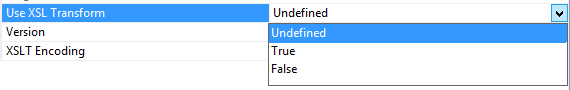 Use XSL Transform Undefined
Version Undefined
XSLT Encoding True
False